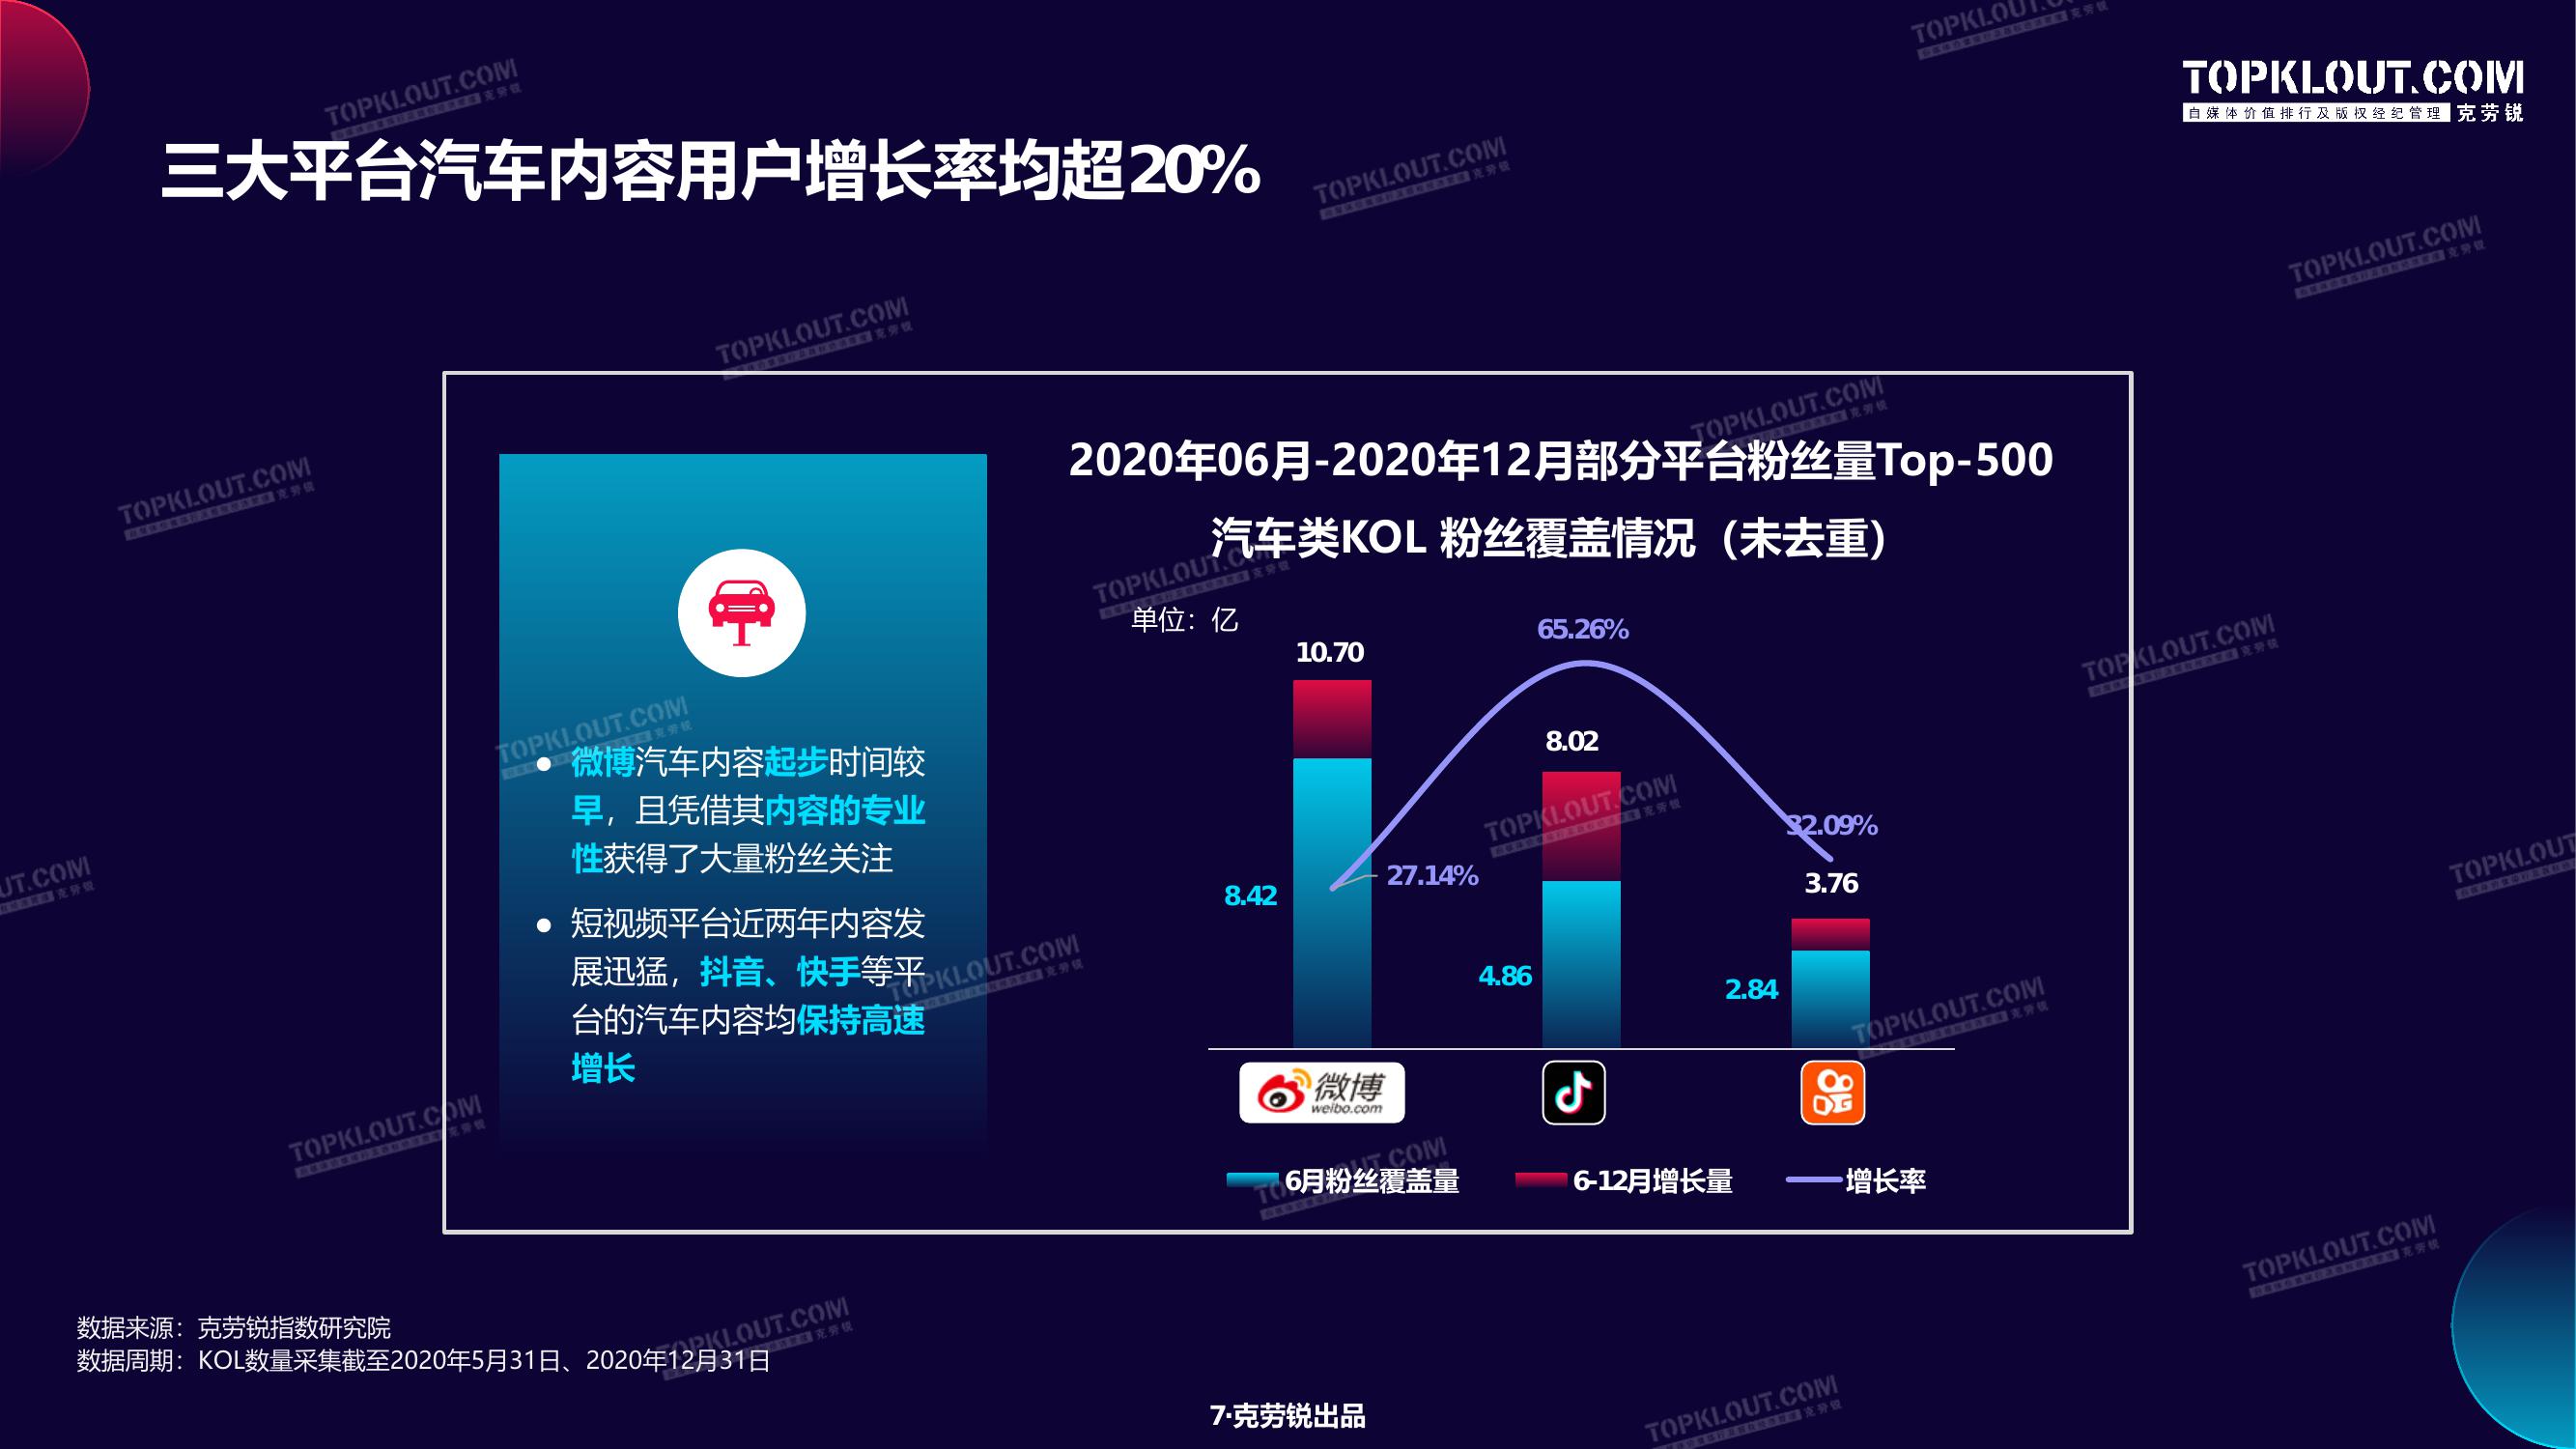 TOPKLOUT.COM
自媒体价值排行及版权经纪管理 克劳锐
三大平台汽车内容用户增长率均超20%
微博汽车内容起步时间较
早，且凭借其内容的专业
性获得了大量粉丝关注
短视频平台近两年内容发
展迅猛，抖音、快手等平
台的汽车内容均保持高速
增长
2020年06月-2020年12月部分平台粉丝量Top-500
汽车类KOL 粉丝覆盖情况（未去重）
单位：亿
65.26%
10.70
8.02
32.09%
27.14%
3.76
8.42
4.86
2.84
微博
weibo.com
6月粉丝覆盖量
6-12月增长量
增长率
数据来源：克劳锐指数研究院
数据周期：KOL数量采集截至2020年5月31日、2020年12月31日
7·克劳锐出品